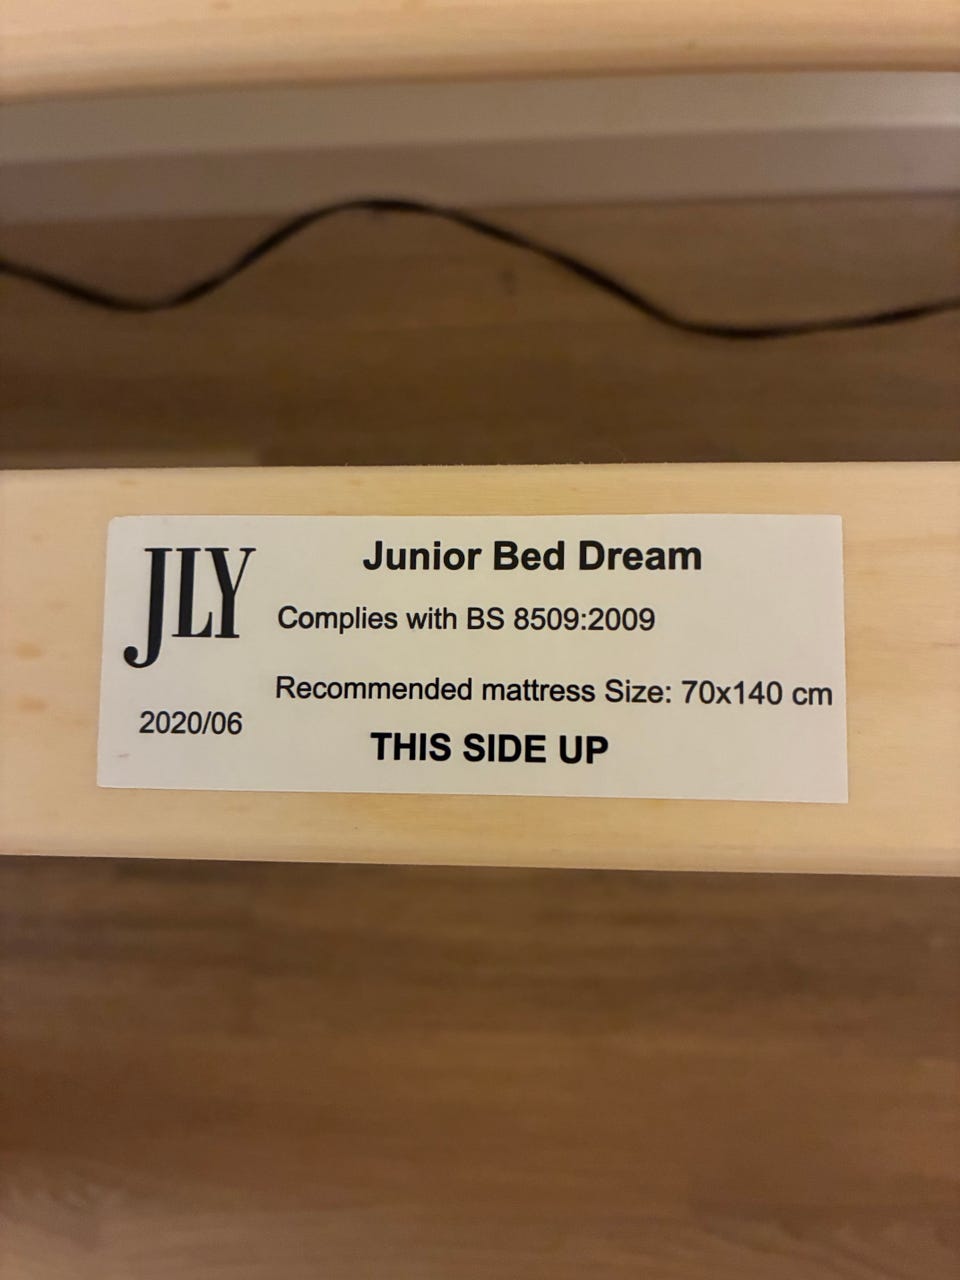 JLY
Junior Bed Dream
Complies with BS 8509:2009
Recommended mattress Size: 70x140 cm
2020/06
THIS SIDE UP